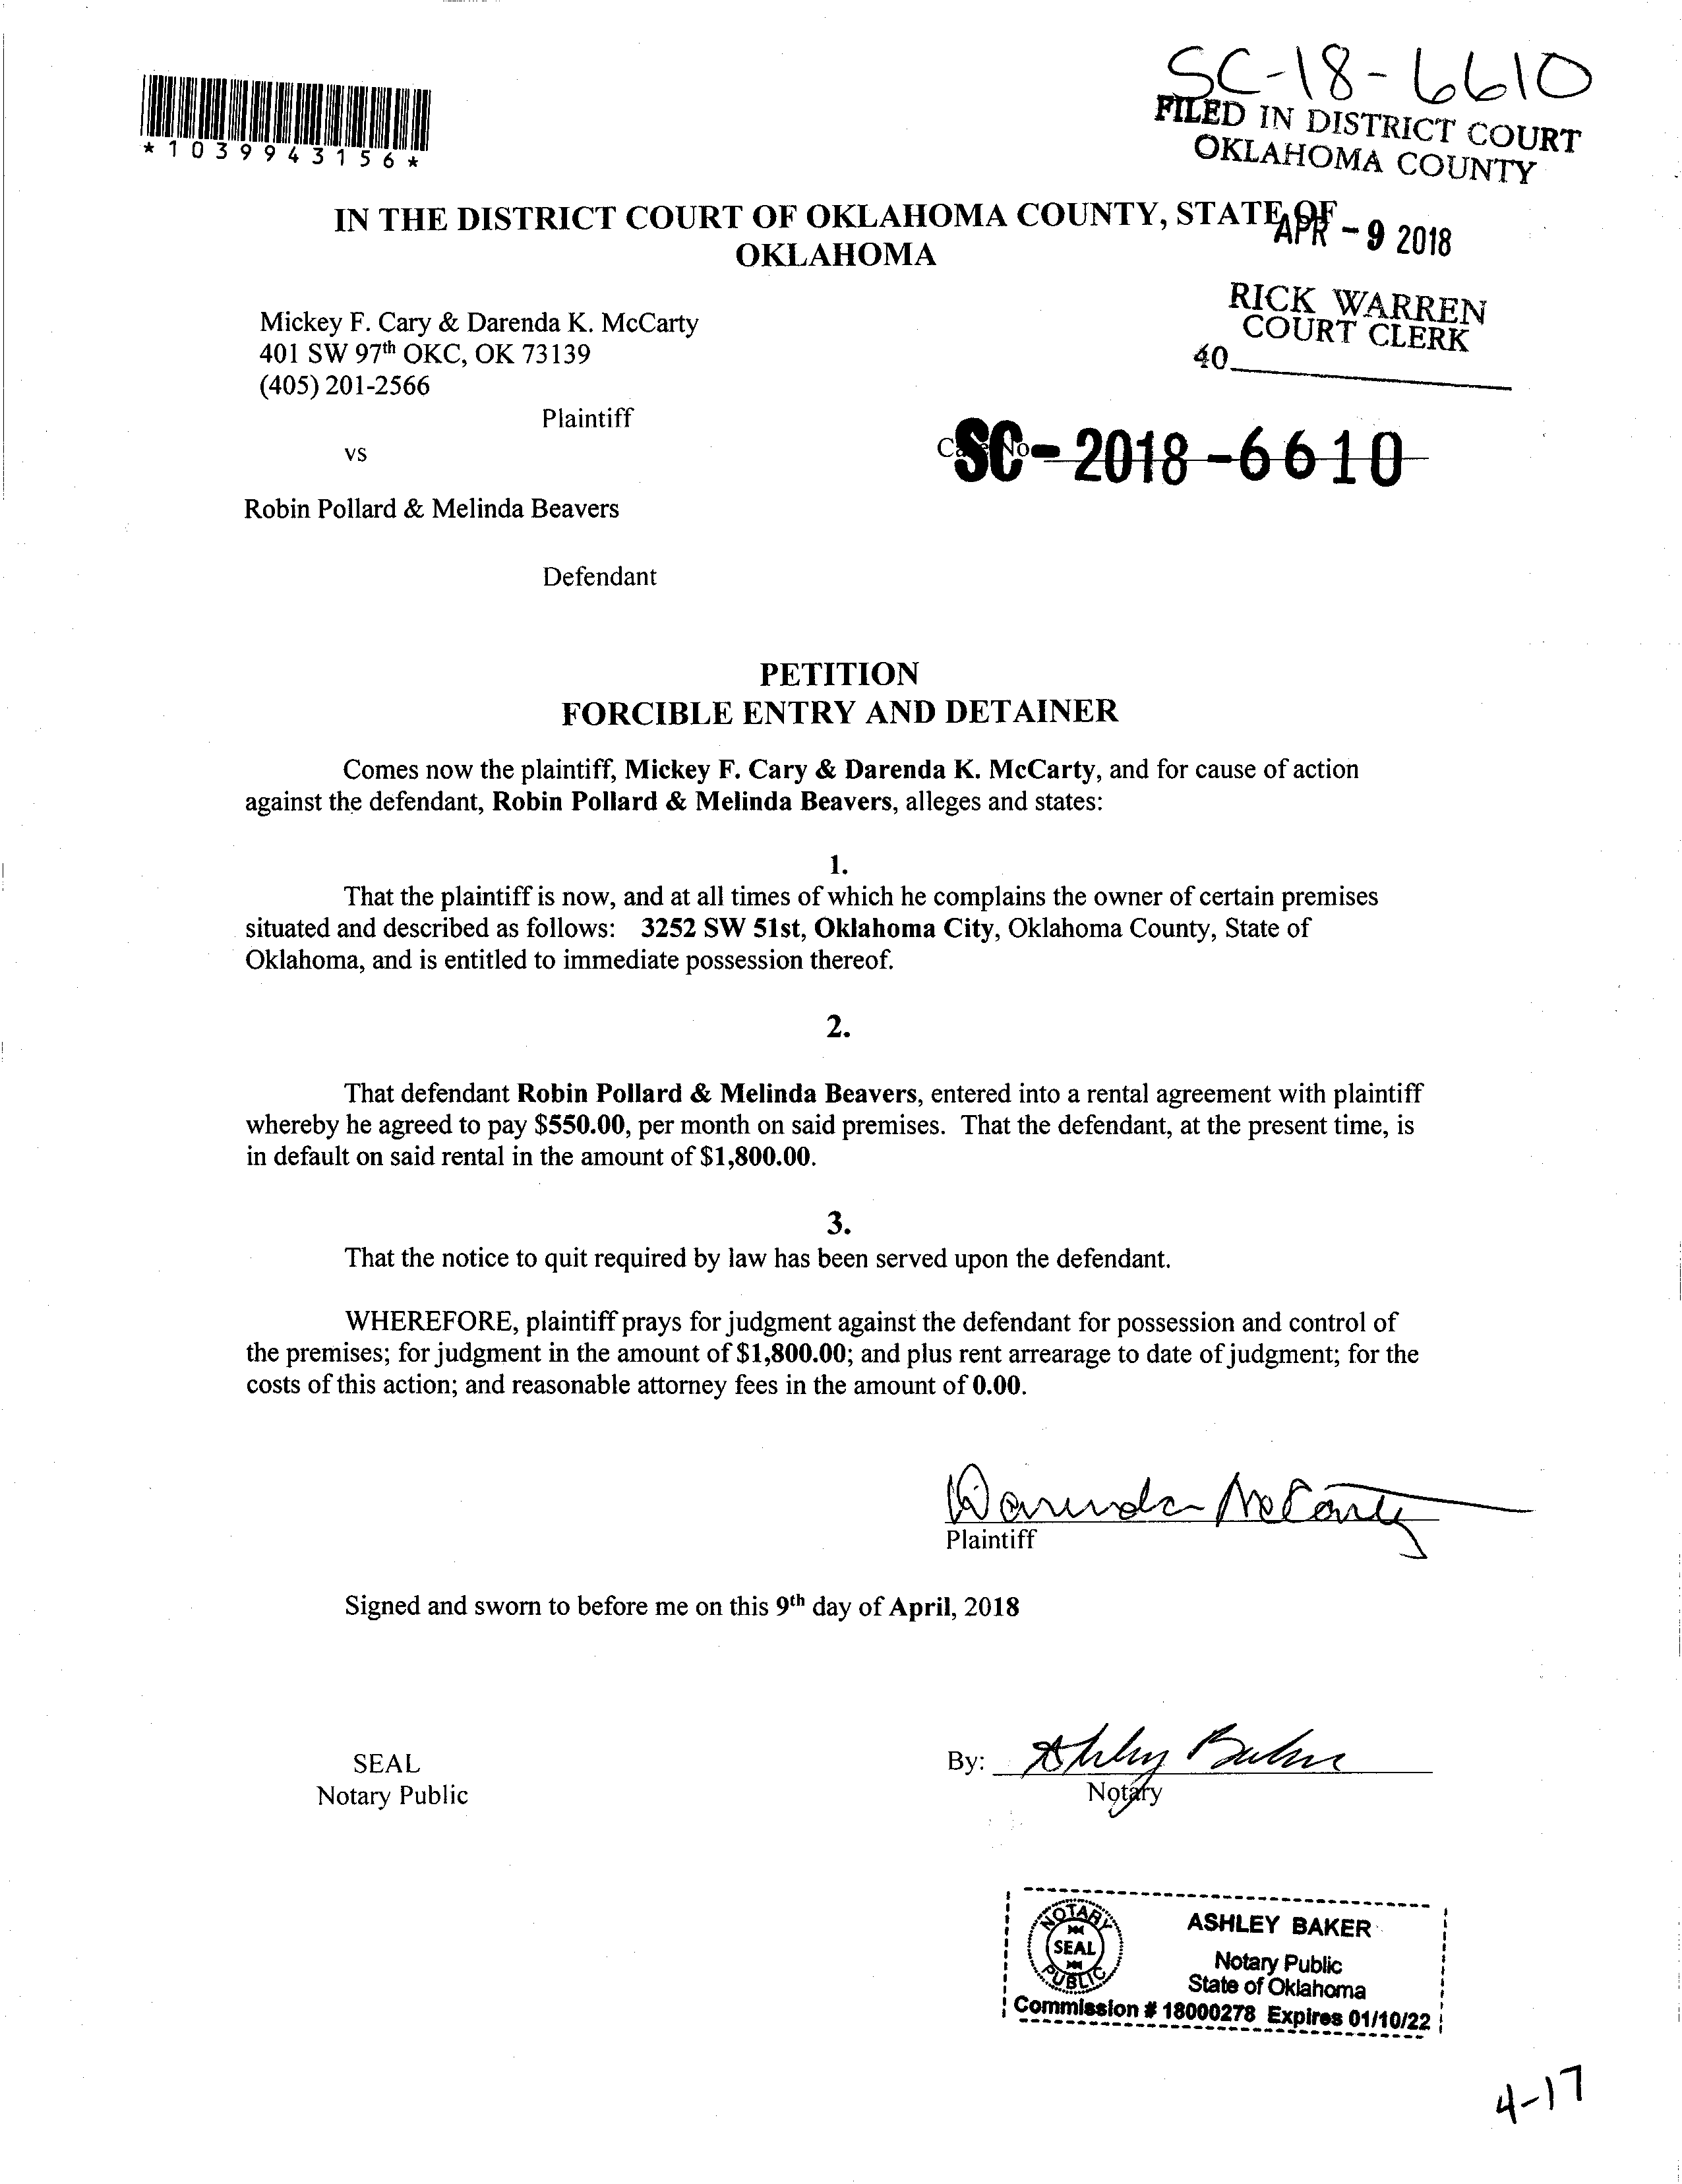 SC-18-6610
FILED IN DISTRICT COURT
OKLAHOMA COUNTY
*1039943156*
IN THE DISTRICT COURT OF OKLAHOMA COUNTY, STATE OF
OKLAHOMA
APR - 9 2018
RICK WARREN
COURT CLERK
40
Mickey F. Cary & Darenda K. McCarty
401 SW 97th OKC, OK 73139
(405) 201-2566
Plaintiff
vs
SC - 2018 - 6610
Robin Pollard & Melinda Beavers
Defendant
PETITION
FORCIBLE ENTRY AND DETAINER
Comes now the plaintiff, Mickey F. Cary & Darenda K. McCarty, and for cause of action
against the defendant, Robin Pollard & Melinda Beavers, alleges and states:
1.
That the plaintiff is now, and at all times of which he complains the owner of certain premises
situated and described as follows: 3252 SW 51st, Oklahoma City, Oklahoma County, State of
Oklahoma, and is entitled to immediate possession thereof.
2.
That defendant Robin Pollard & Melinda Beavers, entered into a rental agreement with plaintiff
whereby he agreed to pay $550.00, per month on said premises. That the defendant, at the present time, is
in default on said rental in the amount of $1,800.00.
3.
That the notice to quit required by law has been served upon the defendant.
WHEREFORE, plaintiff prays for judgment against the defendant for possession and control of
the premises; for judgment in the amount of $1,800.00; and plus rent arrearage to date of judgment; for the
costs of this action; and reasonable attorney fees in the amount of 0.00.
Darenda McCarty
Plaintiff
Signed and sworn to before me on this 9th day of April, 2018
SEAL
Notary Public
By: Ashley Baker
Notary
NOTARY
SEAL
PUBLIC
ASHLEY BAKER
Notary Public
State of Oklahoma
Commission # 18000278 Expires 01/10/22
4-17